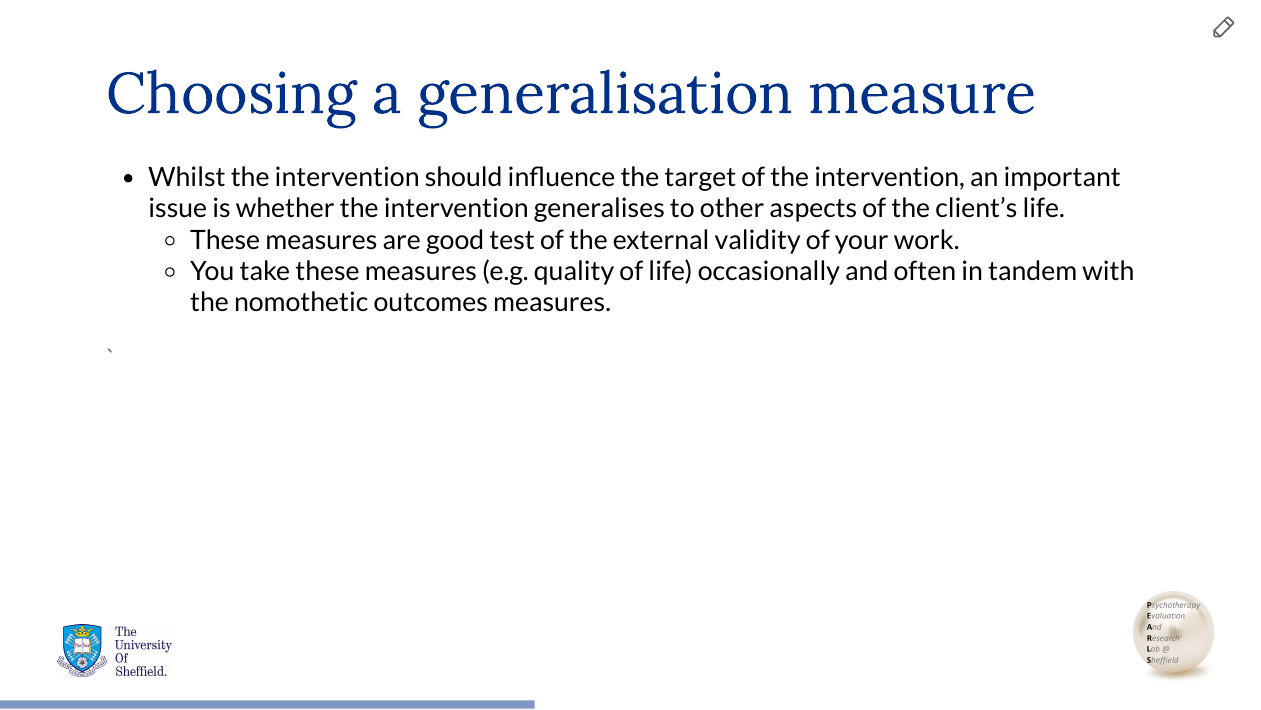 Choosing a generalisation measure
• Whilst the intervention should influence the target of the intervention, an important
issue is whether the intervention generalises to other aspects of the client’s life.
○ These measures are good test of the external validity of your work.
○ You take these measures (e.g. quality of life) occasionally and often in tandem with
the nomothetic outcomes measures.
`
The
University
Of
Sheffield.
Psychotherapy
Evaluation
And
Research
Lab @
Sheffield